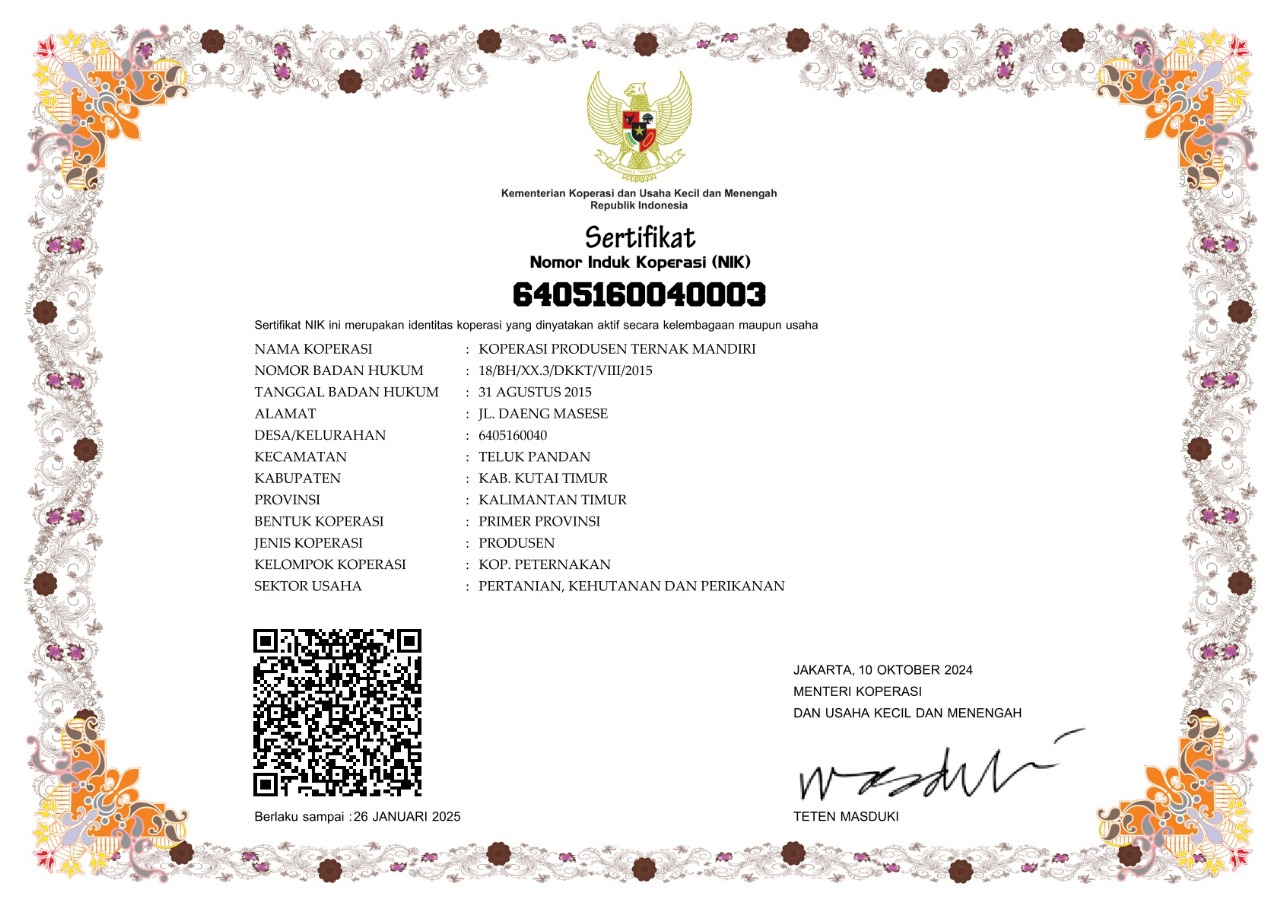 Kementerian Koperasi dan Usaha Kecil dan Menengah
Republik Indonesia
Sertifikat
Nomor Induk Koperasi (NIK)
6405160040003
Sertifikat NIK ini merupakan identitas koperasi yang dinyatakan aktif secara kelembagaan maupun usaha
NAMA KOPERASI : KOPERASI PRODUSEN TERNAK MANDIRI
NOMOR BADAN HUKUM : 18/BH/XX.3/DKKT/VIII/2015
TANGGAL BADAN HUKUM : 31 AGUSTUS 2015
ALAMAT : JL. DAENG MASESE
DESA/KELURAHAN : 6405160040
KECAMATAN : TELUK PANDAN
KABUPATEN : KAB. KUTAI TIMUR
PROVINSI : KALIMANTAN TIMUR
BENTUK KOPERASI : PRIMER PROVINSI
JENIS KOPERASI : PRODUSEN
KELOMPOK KOPERASI : KOP. PETERNAKAN
SEKTOR USAHA : PERTANIAN, KEHUTANAN DAN PERIKANAN
JAKARTA, 10 OKTOBER 2024
MENTERI KOPERASI
DAN USAHA KECIL DAN MENENGAH
Berlaku sampai :26 JANUARI 2025
TETEN MASDUKI